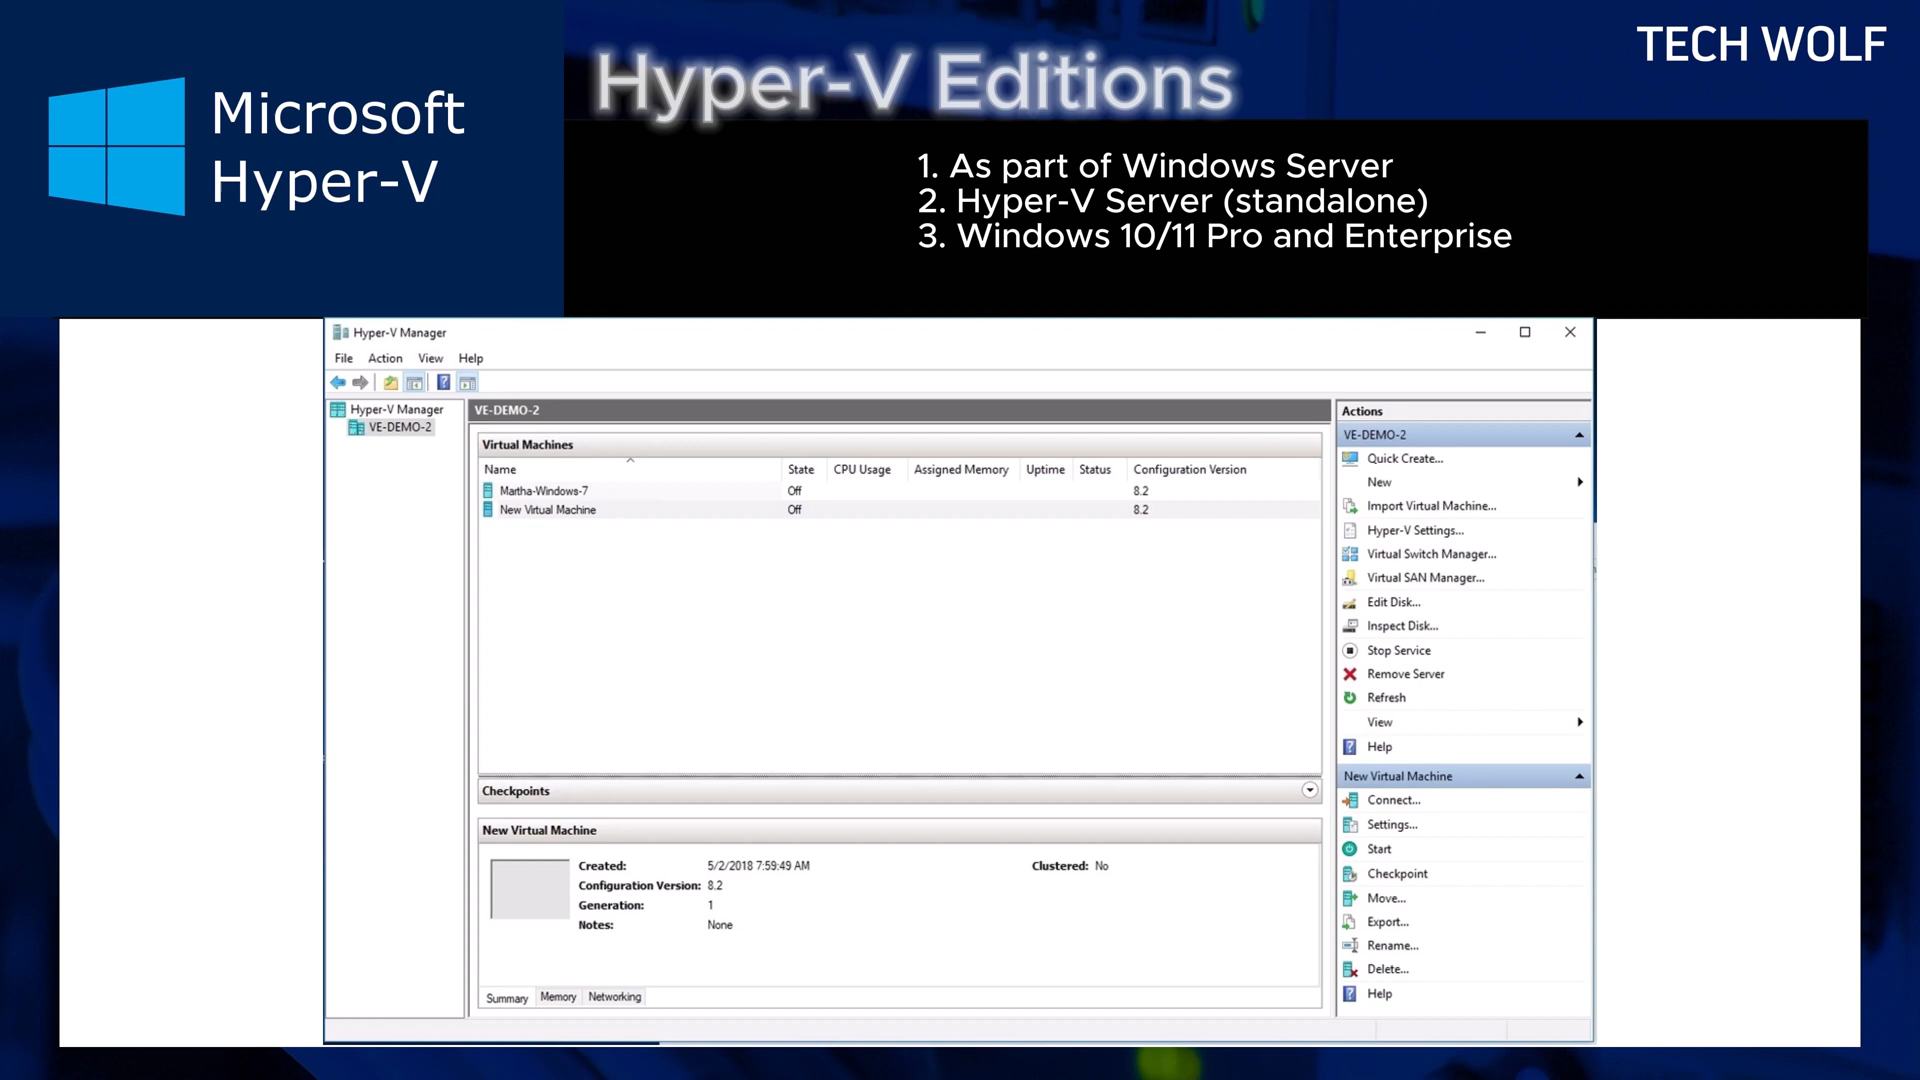 TECH WOLF
Microsoft
Hyper-V
Hyper-V Editions
1. As part of Windows Server
2. Hyper-V Server (standalone)
3. Windows 10/11 Pro and Enterprise
Hyper-V Manager
File Action View Help
Hyper-V Manager
VE-DEMO-2
VE-DEMO-2
Virtual Machines
Name State CPU Usage Assigned Memory Uptime Status Configuration Version
Martha-Windows-7 Off 8.2
New Virtual Machine Off 8.2
Checkpoints
New Virtual Machine
Created: 5/2/2018 7:59:49 AM Clustered: No
Configuration Version: 8.2
Generation: 1
Notes: None
Summary Memory Networking
Actions
VE-DEMO-2
Quick Create...
New
Import Virtual Machine...
Hyper-V Settings...
Virtual Switch Manager...
Virtual SAN Manager...
Edit Disk...
Inspect Disk...
Stop Service
Remove Server
Refresh
View
Help
New Virtual Machine
Connect...
Settings...
Start
Checkpoint
Move...
Export...
Rename...
Delete...
Help